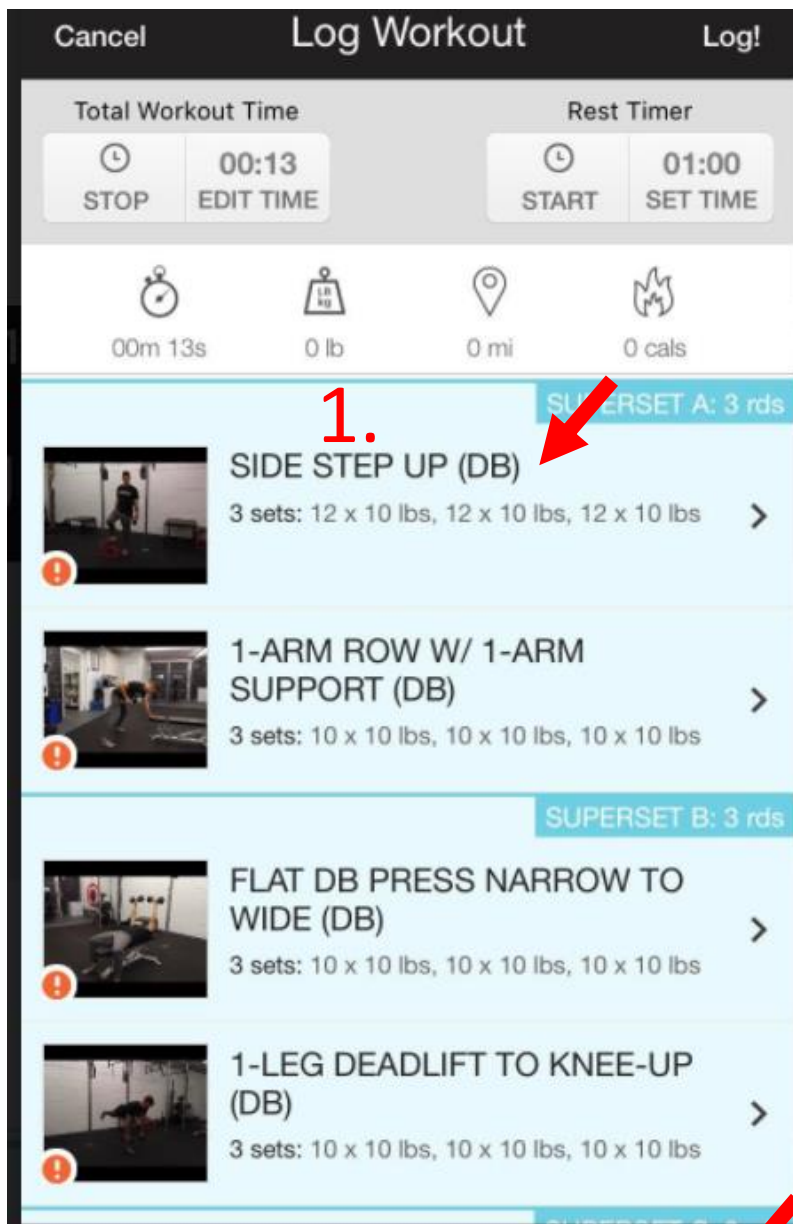 Cancel Log Workout Log!
Total Workout Time Rest Timer
00:13 01:00
STOP EDIT TIME START SET TIME
LB
kg
00m 13s 0 lb 0 mi 0 cals
1.
SUPERSET A: 3 rds
SIDE STEP UP (DB)
3 sets: 12 x 10 lbs, 12 x 10 lbs, 12 x 10 lbs
1-ARM ROW W/ 1-ARM
SUPPORT (DB)
3 sets: 10 x 10 lbs, 10 x 10 lbs, 10 x 10 lbs
SUPERSET B: 3 rds
FLAT DB PRESS NARROW TO
WIDE (DB)
3 sets: 10 x 10 lbs, 10 x 10 lbs, 10 x 10 lbs
1-LEG DEADLIFT TO KNEE-UP
(DB)
3 sets: 10 x 10 lbs, 10 x 10 lbs, 10 x 10 lbs